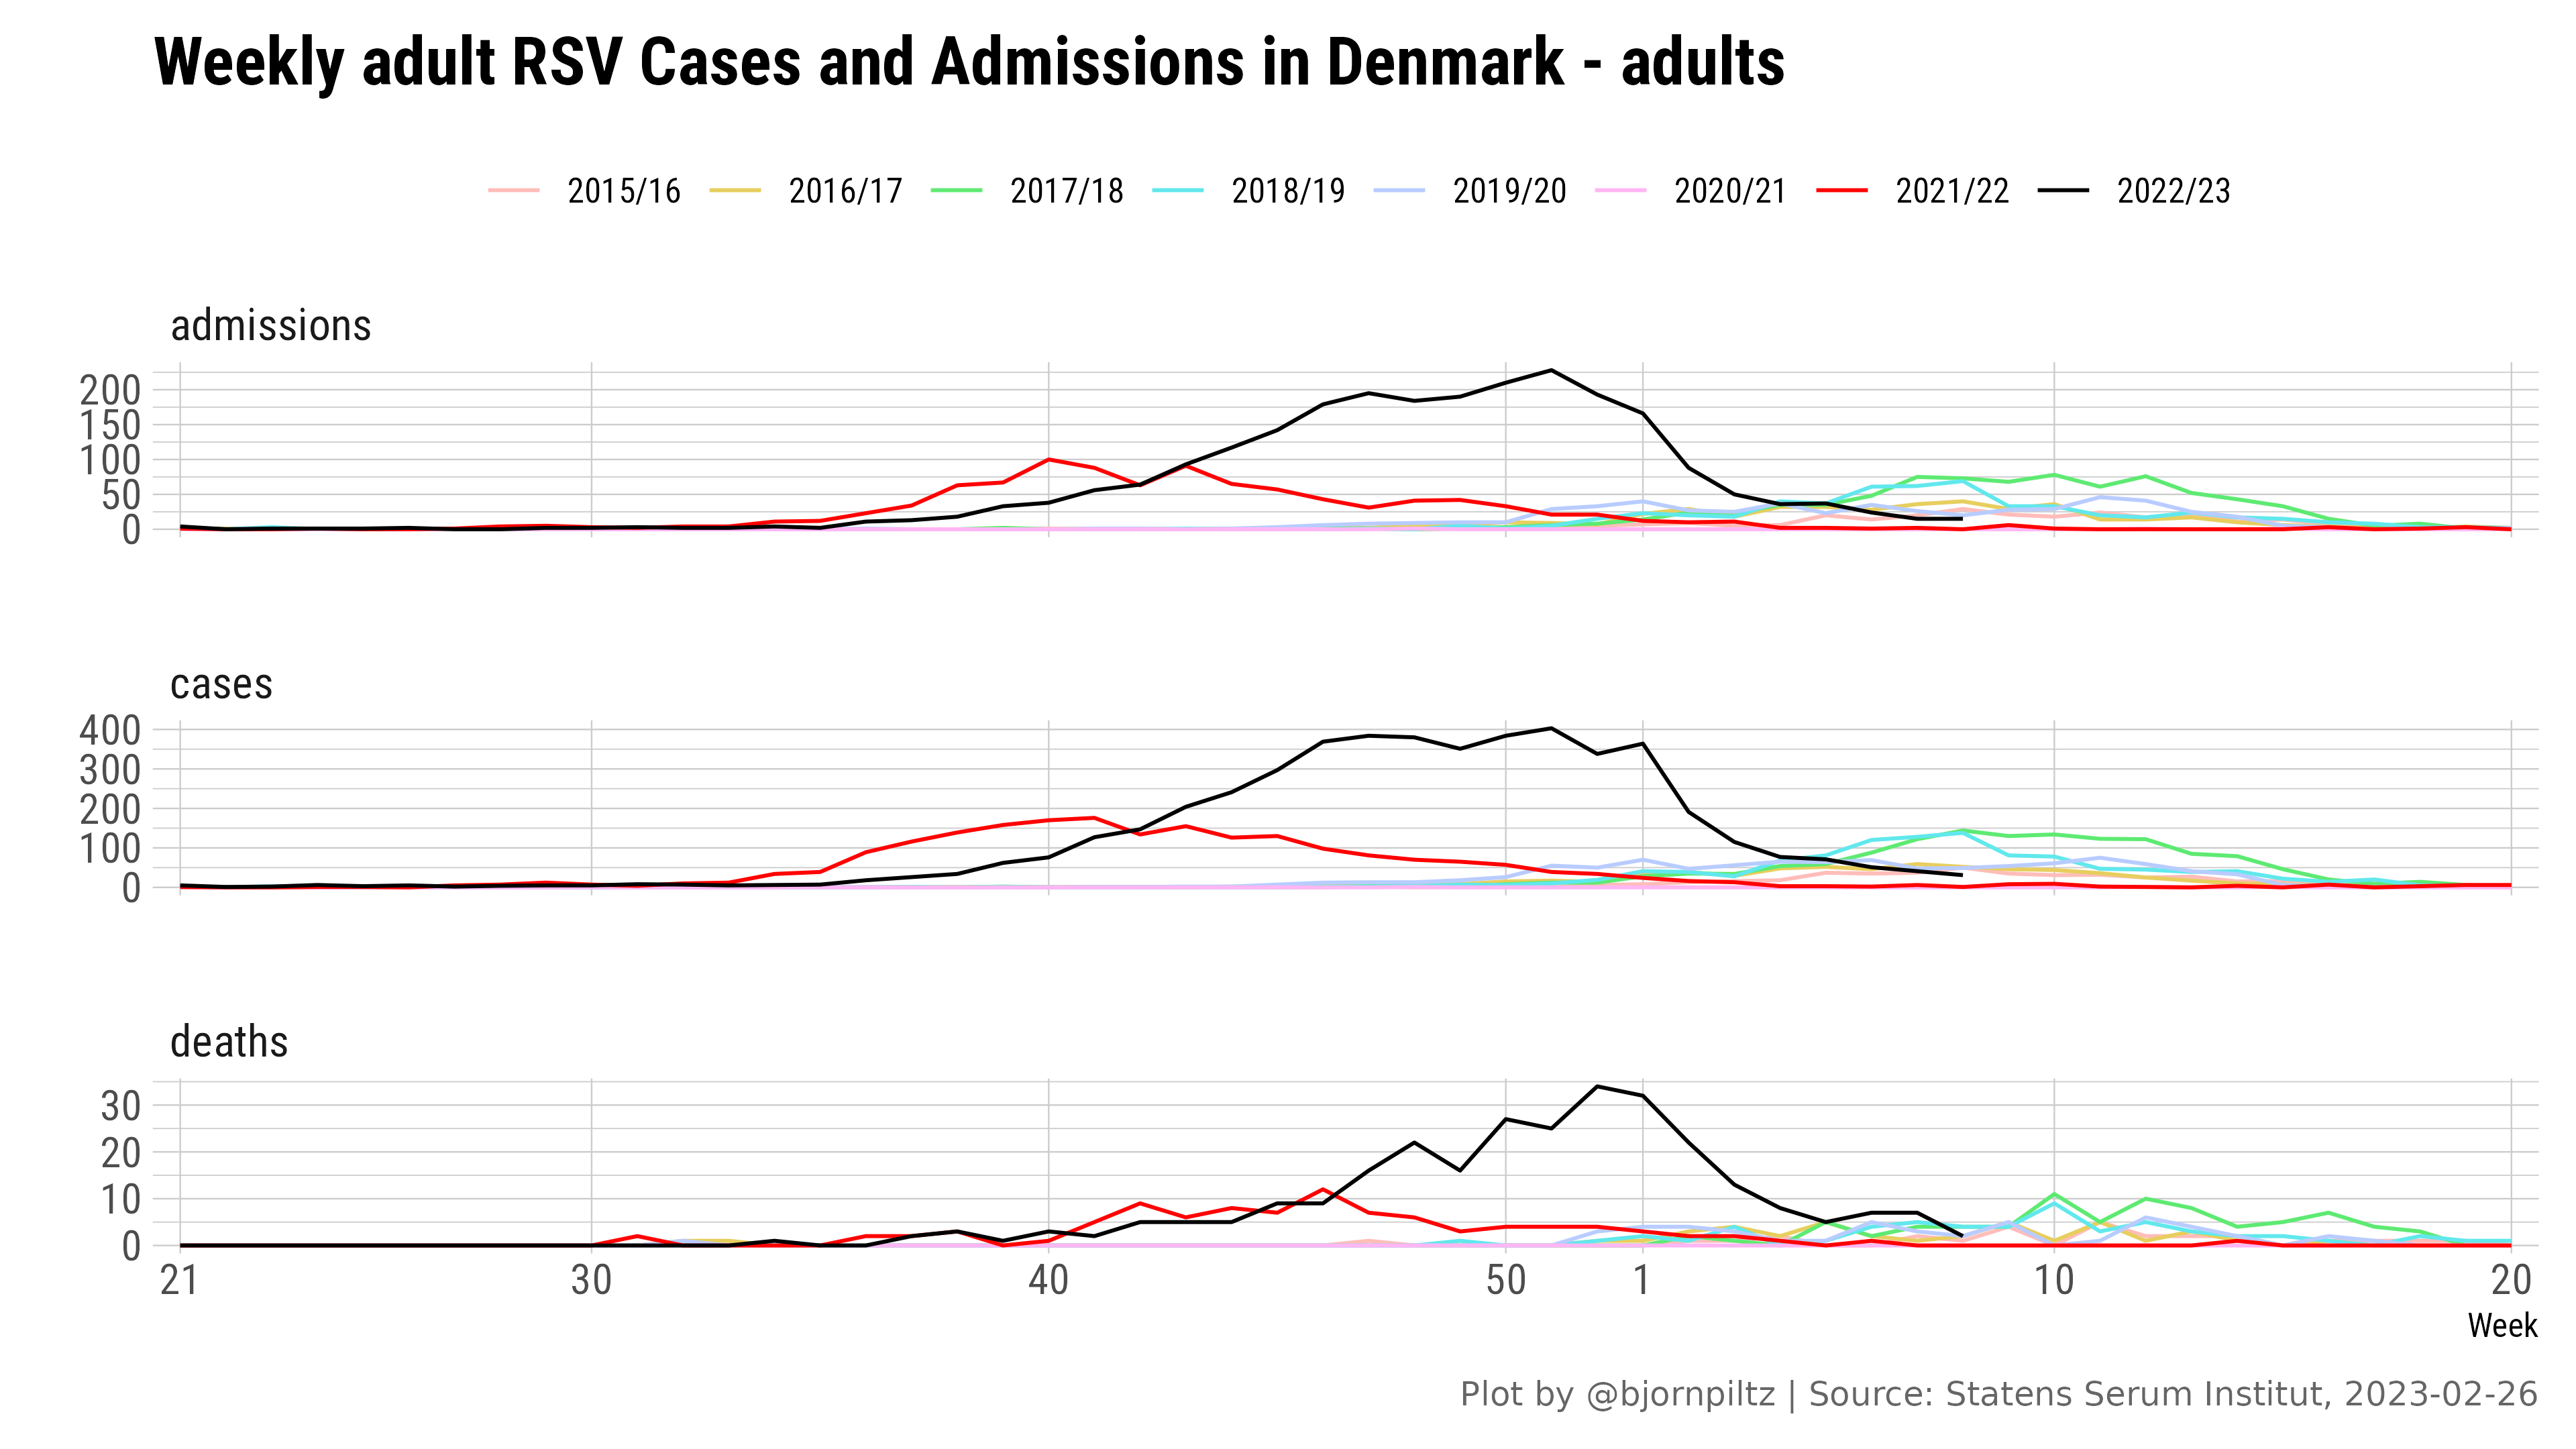 Weekly adult RSV Cases and Admissions in Denmark - adults
2015/16 2016/17 2017/18 2018/19 2019/20 2020/21 2021/22 2022/23
admissions
200
150
100
50
0
cases
400
300
200
100
0
deaths
30
20
10
0
21 30 40 50 1 10 20
Week
Plot by @bjornpiltz | Source: Statens Serum Institut, 2023-02-26